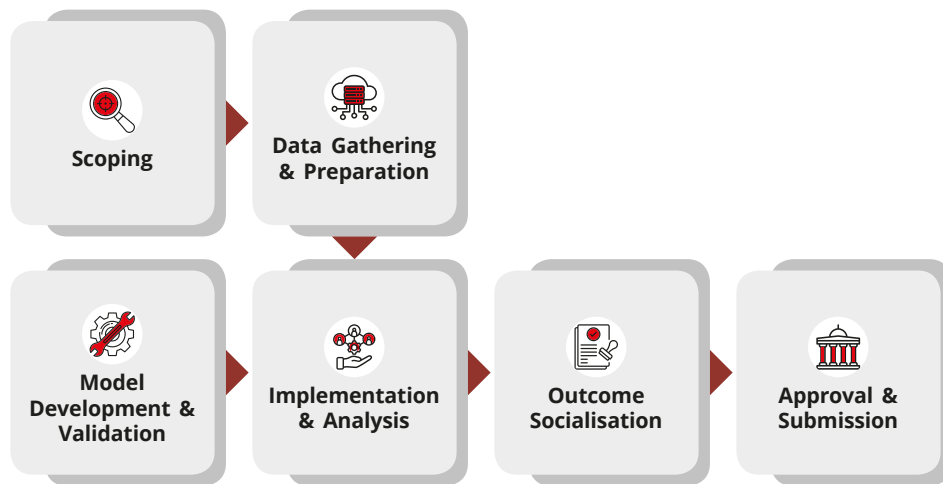 Scoping
Data Gathering
& Preparation
Model
Development &
Validation
Implementation
& Analysis
Outcome
Socialisation
Approval &
Submission